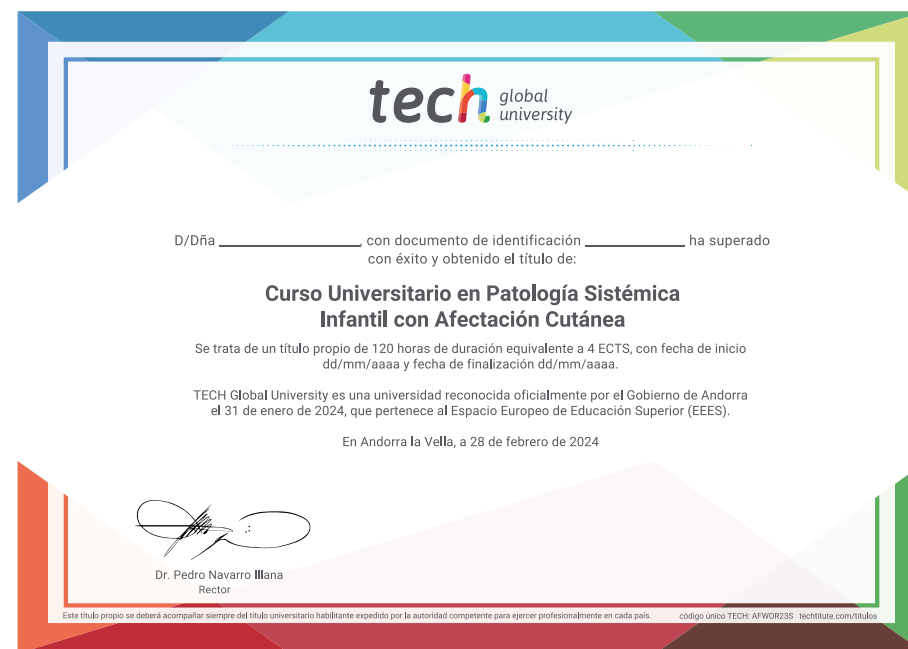 tech global university
D/Dña ____________________, con documento de identificación ______________ ha superado
con éxito y obtenido el título de:
Curso Universitario en Patología Sistémica
Infantil con Afectación Cutánea
Se trata de un título propio de 120 horas de duración equivalente a 4 ECTS, con fecha de inicio
dd/mm/aaaa y fecha de finalización dd/mm/aaaa.
TECH Global University es una universidad reconocida oficialmente por el Gobierno de Andorra
el 31 de enero de 2024, que pertenece al Espacio Europeo de Educación Superior (EEES).
En Andorra la Vella, a 28 de febrero de 2024
Dr. Pedro Navarro Illana
Rector
Este título propio se deberá acompañar siempre del título universitario habilitante expedido por la autoridad competente para ejercer profesionalmente en cada país. código único TECH: AFWOR23S techtitute.com/titulos